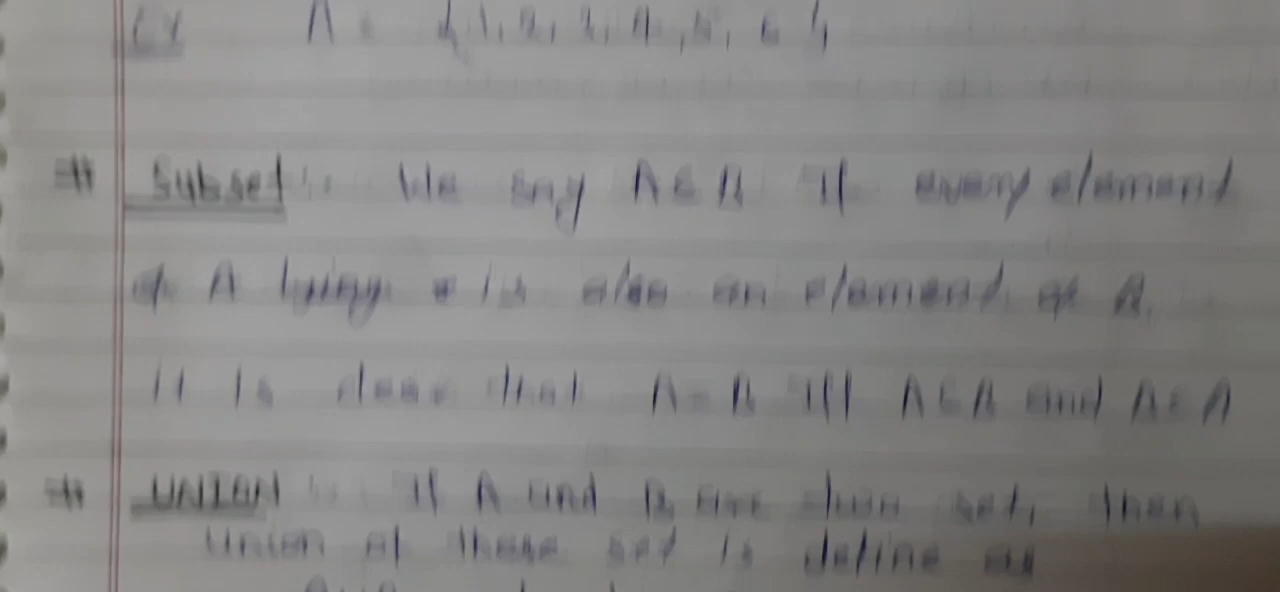 Ex A = {1, 2, 3, 4, 5, 6},
# Subset :- We say A ⊆ B If every element
of A lying is also an element of B.
It is clear that A = B Iff A ⊆ B and B ⊆ A
# UNION :- If A and B are two set, then
Union of these set is define as